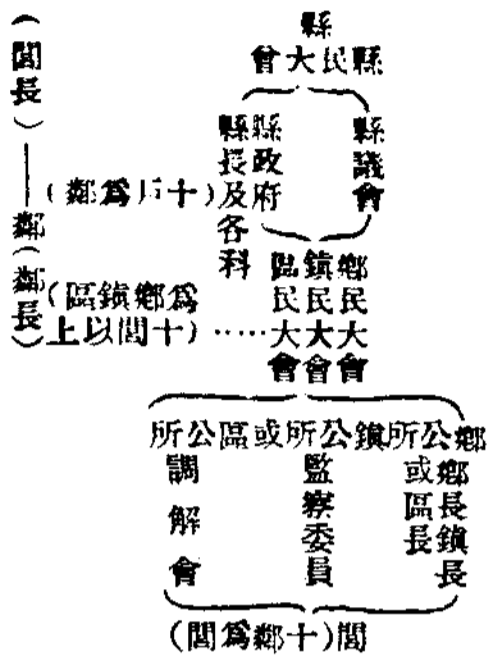 縣
縣民大會
縣議會
縣政府
縣長及各科
鄉民大會
鎮民大會
區民大會
……(十閭以上為鄉鎮區)
鄉公所鎮公所或區公所
鄉長鎮長
或區長
監察委員
調解會
閭(十鄰為閭)
(閭長)——鄰(鄰長)
(十戶為鄰)